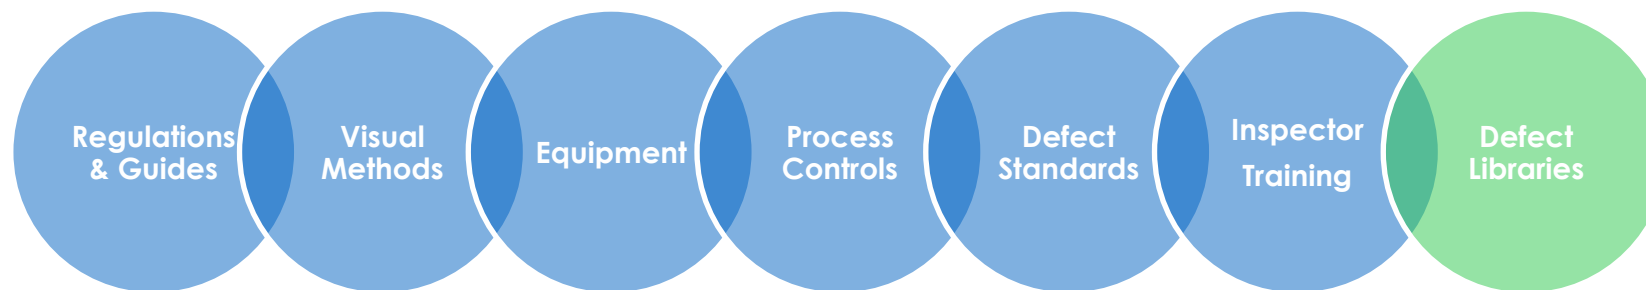 Regulations
& Guides
Visual
Methods
Equipment
Process
Controls
Defect
Standards
Inspector
Training
Defect
Libraries